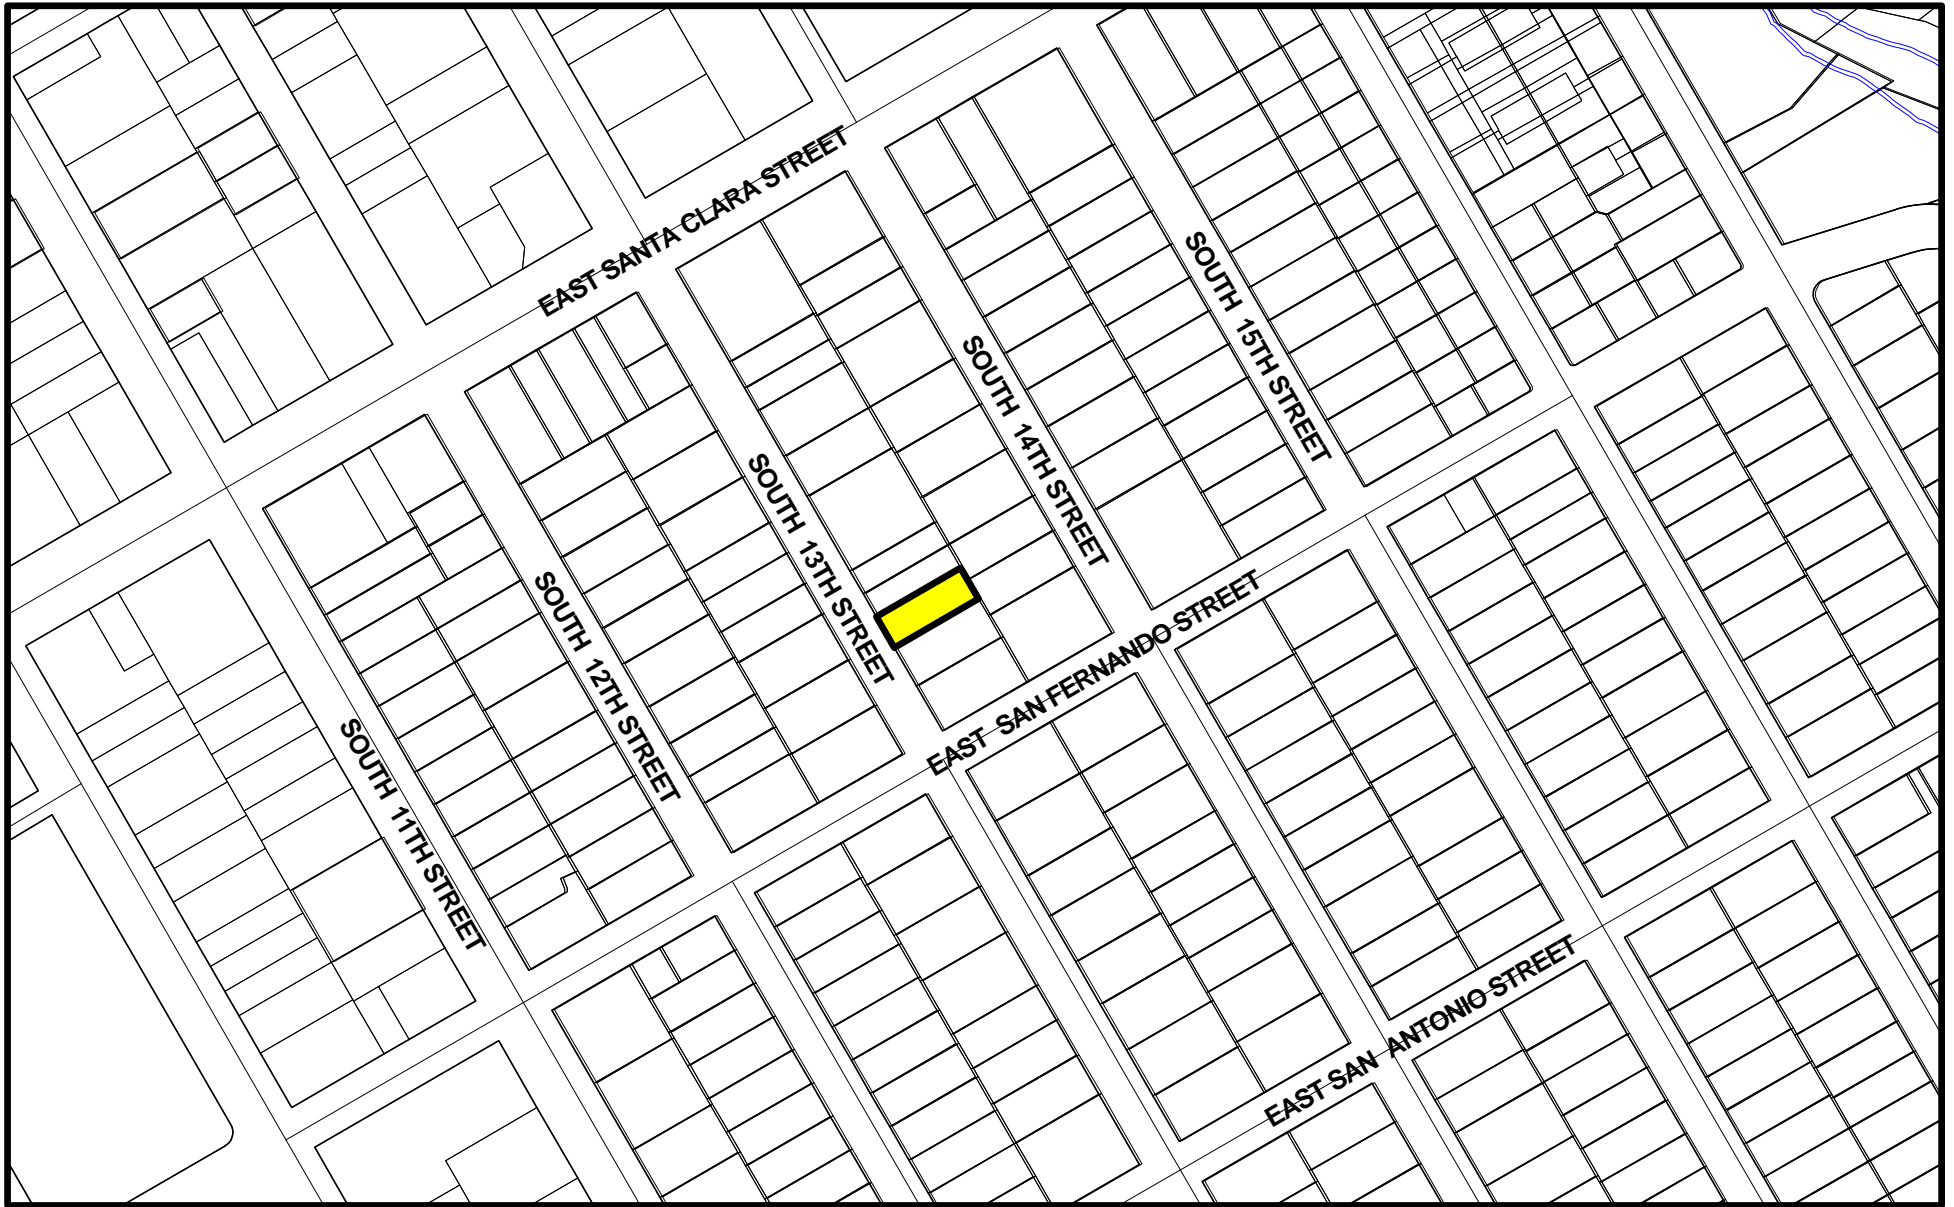 EAST SANTA CLARA STREET
SOUTH 15TH STREET
SOUTH 14TH STREET
SOUTH 13TH STREET
SOUTH 12TH STREET
SOUTH 11TH STREET
EAST SAN FERNANDO STREET
EAST SAN ANTONIO STREET